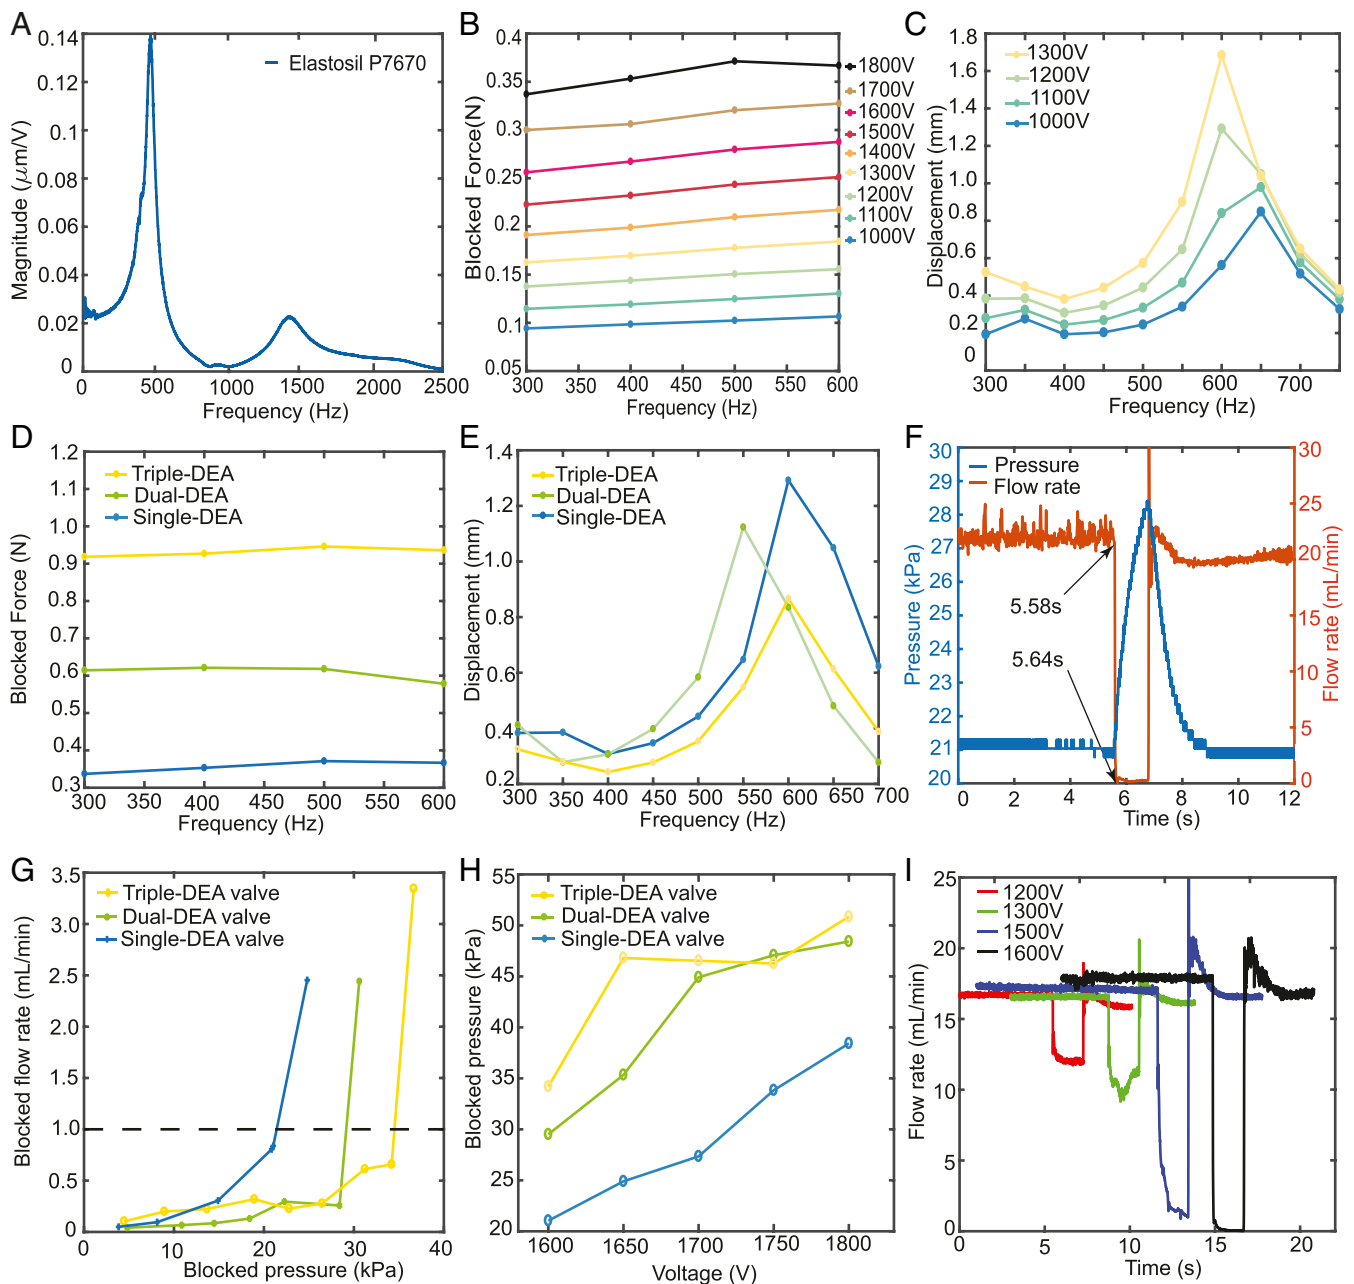 A
0.14
0.12
0.1
0.08
0.06
0.04
0.02
0
Magnitude (μm/V)
Elastosil P7670
0 500 1000 1500 2000 2500
Frequency (Hz)
B
0.4
0.35
0.3
0.25
0.2
0.15
0.1
0.05
Blocked Force(N)
1800V
1700V
1600V
1500V
1400V
1300V
1200V
1100V
1000V
300 350 400 450 500 550 600
Frequency (Hz)
C
1.8
1.6
1.4
1.2
1.0
0.8
0.6
0.4
0.2
0
Displacement (mm)
1300V
1200V
1100V
1000V
300 400 500 600 700
Frequency (Hz)
D
1.2
1.1
1.0
0.9
0.8
0.7
0.6
0.5
0.4
0.3
Blocked Force (N)
Triple-DEA
Dual-DEA
Single-DEA
300 350 400 450 500 550 600
Frequency (Hz)
E
1.4
1.2
1.0
0.8
0.6
0.4
0.2
Displacement (mm)
Triple-DEA
Dual-DEA
Single-DEA
300 350 400 450 500 550 600 650 700
Frequency (Hz)
F
30
29
28
27
26
25
24
23
22
21
20
Pressure (kPa)
Pressure
Flow rate
5.58s
5.64s
30
25
20
15
10
5
0
Flow rate (mL/min)
0 2 4 6 8 10 12
Time (s)
G
3.5
3.0
2.5
2.0
1.5
1.0
0.5
0
Blocked flow rate (mL/min)
Triple-DEA valve
Dual-DEA valve
Single-DEA valve
0 10 20 30 40
Blocked pressure (kPa)
H
55
50
45
40
35
30
25
20
Blocked pressure (kPa)
Triple-DEA valve
Dual-DEA valve
Single-DEA valve
1600 1650 1700 1750 1800
Voltage (V)
I
25
20
15
10
5
0
Flow rate (mL/min)
1200V
1300V
1500V
1600V
0 5 10 15 20
Time (s)